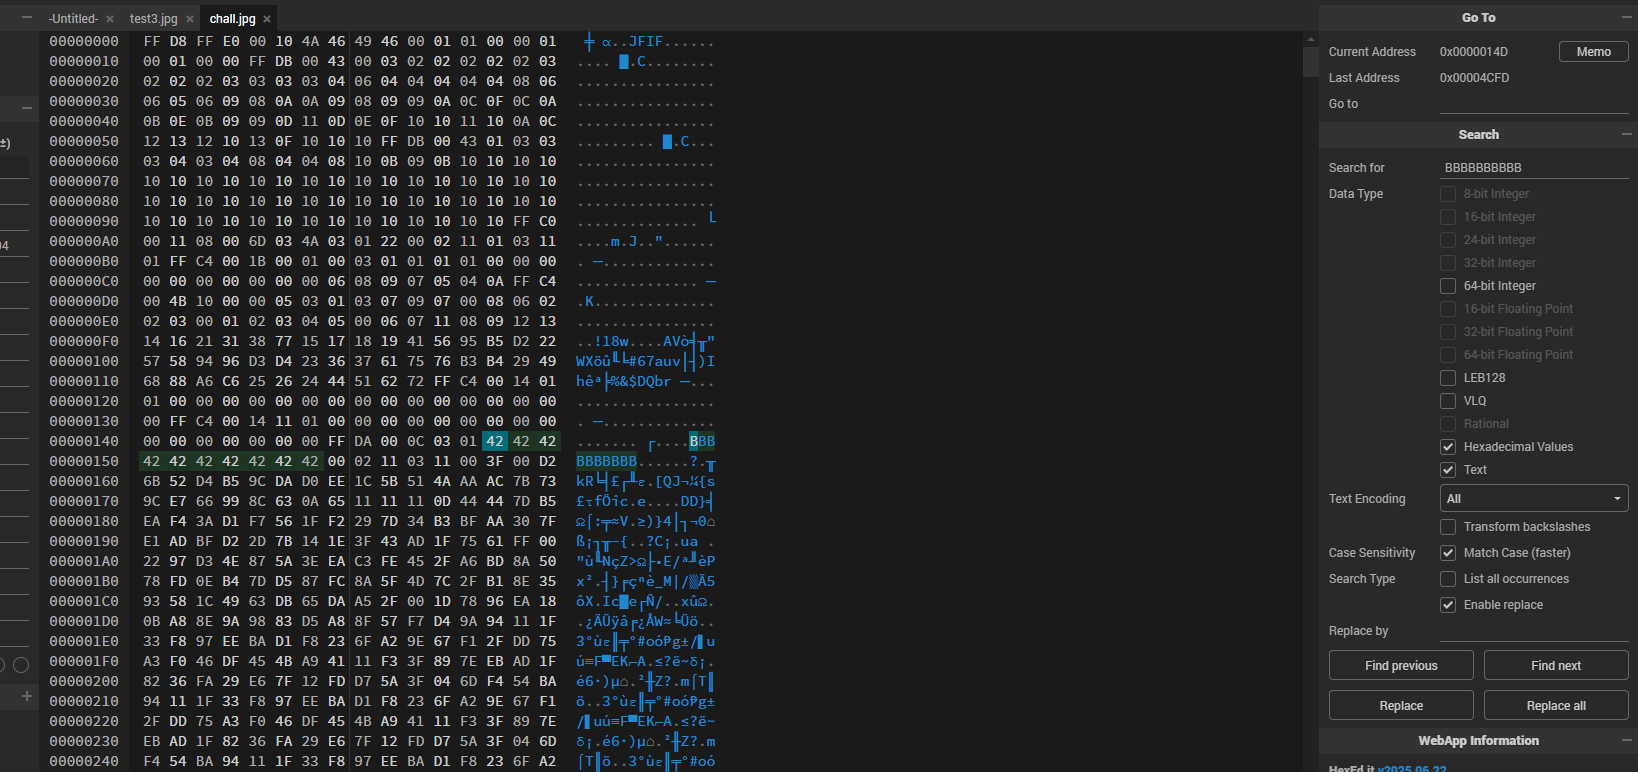 -Untitled- × test3.jpg × chall.jpg ×
00000000 FF D8 FF E0 00 10 4A 46 49 46 00 01 01 00 00 01 ╪ α..JFIF......
00000010 00 01 00 00 FF DB 00 43 00 03 02 02 02 02 02 03 .... █.C........
00000020 02 02 02 03 03 03 03 04 06 04 04 04 04 04 08 06 ................
00000030 06 05 06 09 08 0A 0A 09 08 09 09 0A 0C 0F 0C 0A ................
00000040 0B 0E 0B 09 09 0D 11 0D 0E 0F 10 10 11 10 0A 0C ................
00000050 12 13 12 10 13 0F 10 10 10 FF DB 00 43 01 03 03 ......... █.C...
00000060 03 04 03 04 08 04 04 08 10 0B 09 0B 10 10 10 10 ................
00000070 10 10 10 10 10 10 10 10 10 10 10 10 10 10 10 10 ................
00000080 10 10 10 10 10 10 10 10 10 10 10 10 10 10 10 10 ................
00000090 10 10 10 10 10 10 10 10 10 10 10 10 10 10 FF C0 .............. └
000000A0 00 11 08 00 6D 03 4A 03 01 22 00 02 11 01 03 11 ....m.J.."......
000000B0 01 FF C4 00 1B 00 01 00 03 01 01 01 01 00 00 00 . ─.............
000000C0 00 00 00 00 00 00 00 06 08 09 07 05 04 0A FF C4 .............. ─
000000D0 00 4B 10 00 00 05 03 01 03 07 09 07 00 08 06 02 .K..............
000000E0 02 03 00 01 02 03 04 05 00 06 07 11 08 09 12 13 ................
000000F0 14 16 21 31 38 77 15 17 18 19 41 56 95 B5 D2 22 ..!18w....AVò╡╥"
00000100 57 58 94 96 D3 D4 23 36 37 61 75 76 B3 B4 29 49 WXöû╙╘#67auv│┤)I
00000110 68 88 A6 C6 25 26 24 44 51 62 72 FF C4 00 14 01 hêª╞%&$DQbr ─...
00000120 01 00 00 00 00 00 00 00 00 00 00 00 00 00 00 00 ................
00000130 00 FF C4 00 14 11 01 00 00 00 00 00 00 00 00 00 . ─.............
00000140 00 00 00 00 00 00 00 FF DA 00 0C 03 01 42 42 42 ....... ┌....BBB
00000150 42 42 42 42 42 42 42 00 02 11 03 11 00 3F 00 D2 BBBBBBB......?.╥
00000160 6B 52 D4 B5 9C DA D0 EE 1C 5B 51 4A AA AC 7B 73 kR╘╡£┌╨ε.[QJ¬¼{s
00000170 9C E7 66 99 8C 63 0A 65 11 11 11 0D 44 44 7D B5 £τfÖîc.e....DD}╡
00000180 EA F4 3A D1 F7 56 1F F2 29 7D 34 B3 BF AA 30 7F Ω⌠:╤≈V.≥)}4│┐¬0⌂
00000190 E1 AD BF D2 2D 7B 14 1E 3F 43 AD 1F 75 61 FF 00 ß¡┐╥-{..?C¡.ua .
000001A0 22 97 D3 4E 87 5A 3E EA C3 FE 45 2F A6 BD 8A 50 "ù╙NçZ>Ω├▪E/ª╜èP
000001B0 78 FD 0E B4 7D D5 87 FC 8A 5F 4D 7C 2F B1 8E 35 x².┤}╒çⁿè_M|/▒Ä5
000001C0 93 58 1C 49 63 DB 65 DA A5 2F 00 1D 78 96 EA 18 ôX.Ic█e┌Ñ/..xûΩ.
000001D0 0B A8 8E 9A 98 83 D5 A8 8F 57 F7 D4 9A 94 11 1F .¿ÄÜÿâ╒¿ÅW≈╘Üö..
000001E0 33 F8 97 EE BA D1 F8 23 6F A2 9E 67 F1 2F DD 75 3°ùε║╤°#oó₧g±/▌u
000001F0 A3 F0 46 DF 45 4B A9 41 11 F3 3F 89 7E EB AD 1F ú≡F▀EK⌐A.≤?ë~δ¡.
00000200 82 36 FA 29 E6 7F 12 FD D7 5A 3F 04 6D F4 54 BA é6·)µ⌂.²╫Z?.m⌠T║
00000210 94 11 1F 33 F8 97 EE BA D1 F8 23 6F A2 9E 67 F1 ö..3°ùε║╤°#oó₧g±
00000220 2F DD 75 A3 F0 46 DF 45 4B A9 41 11 F3 3F 89 7E /▌uú≡F▀EK⌐A.≤?ë~
00000230 EB AD 1F 82 36 FA 29 E6 7F 12 FD D7 5A 3F 04 6D δ¡.é6·)µ⌂.²╫Z?.m
00000240 F4 54 BA 94 11 1F 33 F8 97 EE BA D1 F8 23 6F A2 ⌠T║ö..3°ùε║╤°#oó
Go To
Current Address 0x0000014D Memo
Last Address 0x00004CFD
Go to
Search
Search for BBBBBBBBBB
Data Type 8-bit Integer
16-bit Integer
24-bit Integer
32-bit Integer
64-bit Integer
16-bit Floating Point
32-bit Floating Point
64-bit Floating Point
LEB128
VLQ
Rational
Hexadecimal Values
Text
Text Encoding All
Transform backslashes
Case Sensitivity Match Case (faster)
Search Type List all occurrences
Enable replace
Replace by
Find previous Find next
Replace Replace all
WebApp Information
HexEd.it v2025.06.22